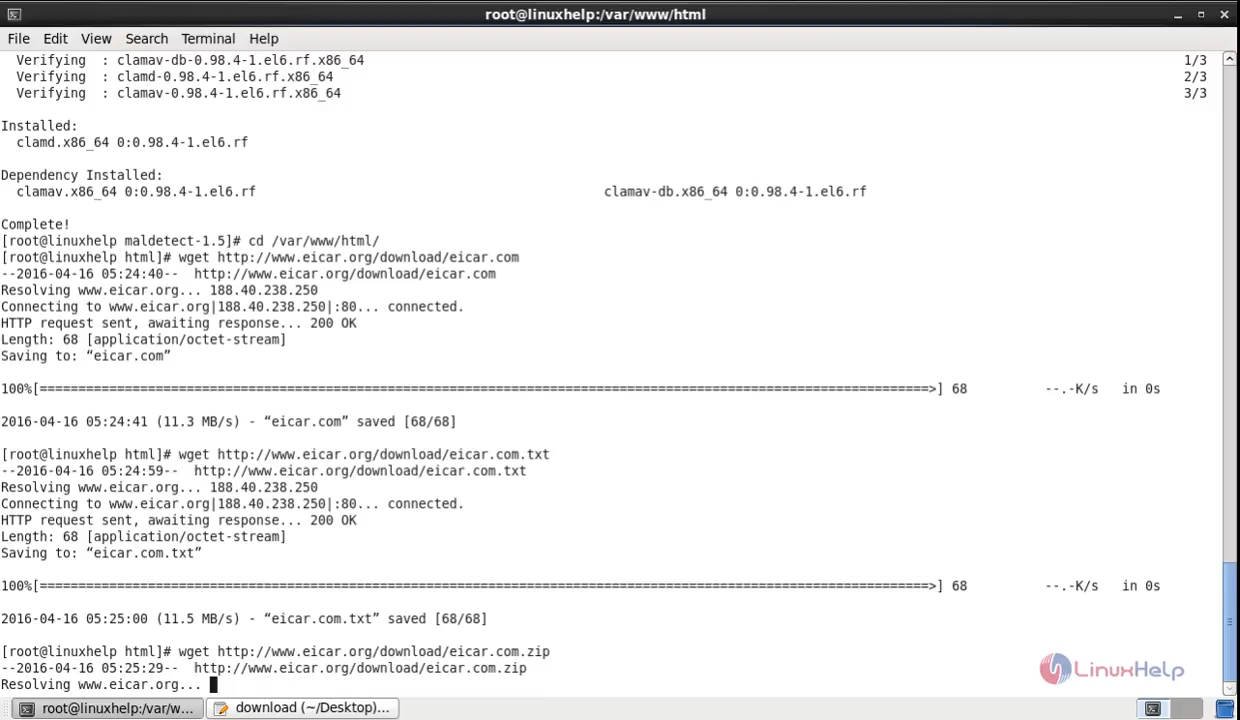 root@linuxhelp:/var/www/html
File Edit View Search Terminal Help
Verifying : clamav-db-0.98.4-1.el6.rf.x86_64 1/3
Verifying : clamd-0.98.4-1.el6.rf.x86_64 2/3
Verifying : clamav-0.98.4-1.el6.rf.x86_64 3/3
Installed:
clamd.x86_64 0:0.98.4-1.el6.rf
Dependency Installed:
clamav.x86_64 0:0.98.4-1.el6.rf clamav-db.x86_64 0:0.98.4-1.el6.rf
Complete!
[root@linuxhelp maldetect-1.5]# cd /var/www/html/
[root@linuxhelp html]# wget http://www.eicar.org/download/eicar.com
--2016-04-16 05:24:40-- http://www.eicar.org/download/eicar.com
Resolving www.eicar.org... 188.40.238.250
Connecting to www.eicar.org|188.40.238.250|:80... connected.
HTTP request sent, awaiting response... 200 OK
Length: 68 [application/octet-stream]
Saving to: “eicar.com”
100%[===================================================================================================================>] 68 --.-K/s in 0s
2016-04-16 05:24:41 (11.3 MB/s) - “eicar.com” saved [68/68]
[root@linuxhelp html]# wget http://www.eicar.org/download/eicar.com.txt
--2016-04-16 05:24:59-- http://www.eicar.org/download/eicar.com.txt
Resolving www.eicar.org... 188.40.238.250
Connecting to www.eicar.org|188.40.238.250|:80... connected.
HTTP request sent, awaiting response... 200 OK
Length: 68 [application/octet-stream]
Saving to: “eicar.com.txt”
100%[===================================================================================================================>] 68 --.-K/s in 0s
2016-04-16 05:25:00 (11.5 MB/s) - “eicar.com.txt” saved [68/68]
[root@linuxhelp html]# wget http://www.eicar.org/download/eicar.com.zip
--2016-04-16 05:25:29-- http://www.eicar.org/download/eicar.com.zip
Resolving www.eicar.org...
LinuxHelp
root@linuxhelp:/var/w... download (~/Desktop)...